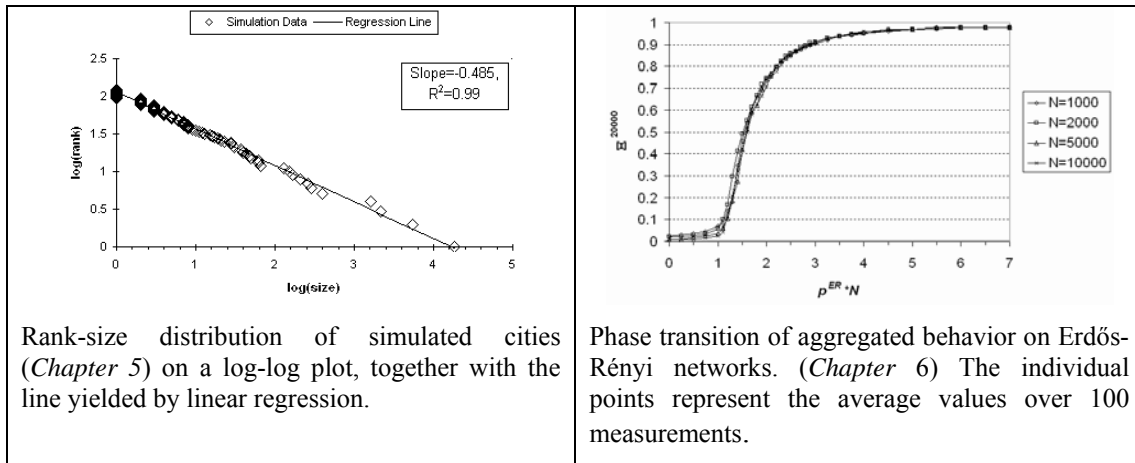 Simulation Data Regression Line
2.5
2
1.5
1
0.5
0
0 1 2 3 4 5
log(rank)
log(size)
Slope=-0.485,
R²=0.99
Rank-size distribution of simulated cities
(Chapter 5) on a log-log plot, together with the
line yielded by linear regression.
1
0.9
0.8
0.7
0.6
0.5
0.4
0.3
0.2
0.1
0
0 1 2 3 4 5 6 7
Ξ²⁰⁰⁰⁰
p^ER *N
N=1000
N=2000
N=5000
N=10000
Phase transition of aggregated behavior on Erdős-
Rényi networks. (Chapter 6) The individual
points represent the average values over 100
measurements.